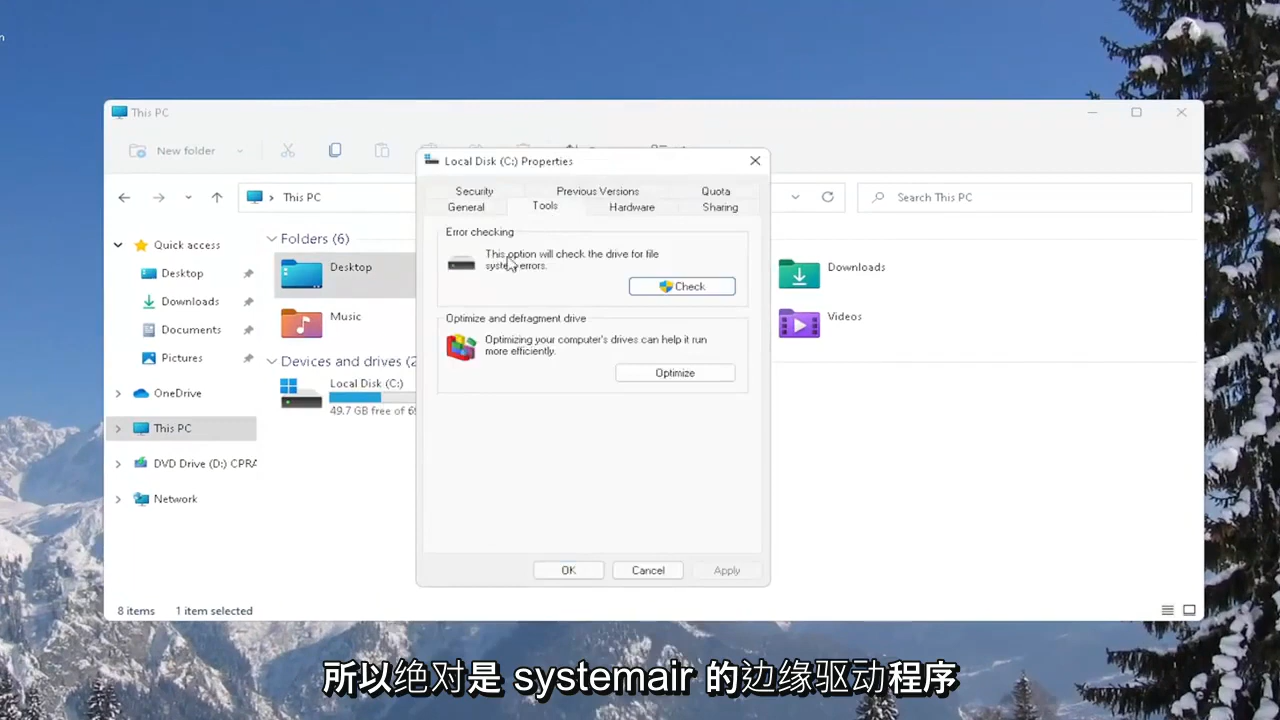 n
This PC
New folder
This PC
Search This PC
Quick access
Desktop
Downloads
Documents
Pictures
OneDrive
This PC
DVD Drive (D:) CPRA
Network
Folders (6)
Desktop
Music
Downloads
Videos
Devices and drives (2
Local Disk (C:)
49.7 GB free of 69
Local Disk (C:) Properties
Security Previous Versions Quota
General Tools Hardware Sharing
Error checking
This option will check the drive for file
system errors.
Check
Optimize and defragment drive
Optimizing your computer's drives can help it run
more efficiently.
Optimize
OK Cancel Apply
8 items 1 item selected
所以绝对是 systemair 的边缘驱动程序